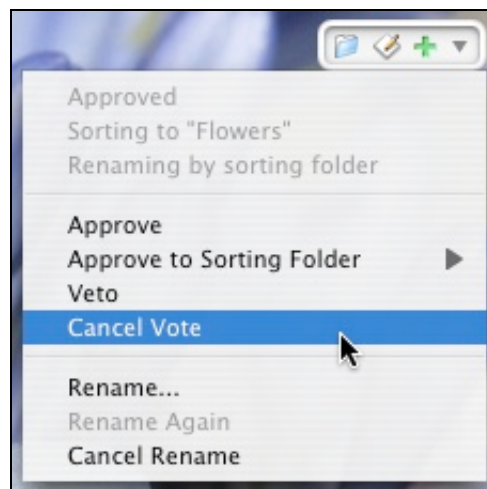 Approved
Sorting to "Flowers"
Renaming by sorting folder
Approve
Approve to Sorting Folder
Veto
Cancel Vote
Rename...
Rename Again
Cancel Rename